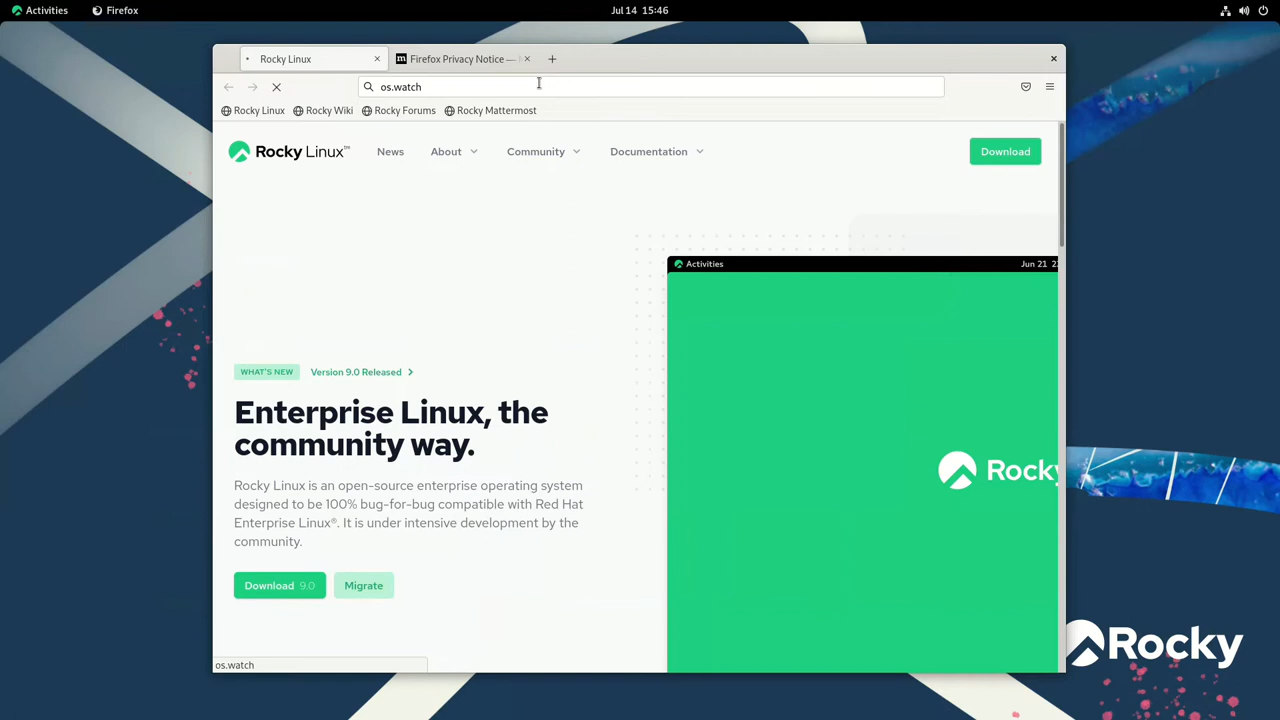 Activities Firefox Jul 14 15:46
Rocky Linux Firefox Privacy Notice —
os.watch
Rocky Linux Rocky Wiki Rocky Forums Rocky Mattermost
Rocky Linux™ News About Community Documentation Download
Activities Jun 21
WHAT'S NEW Version 9.0 Released
Enterprise Linux, the
community way.
Rocky
Rocky Linux is an open-source enterprise operating system
designed to be 100% bug-for-bug compatible with Red Hat
Enterprise Linux®. It is under intensive development by the
community.
Download 9.0 Migrate
Rocky
os.watch